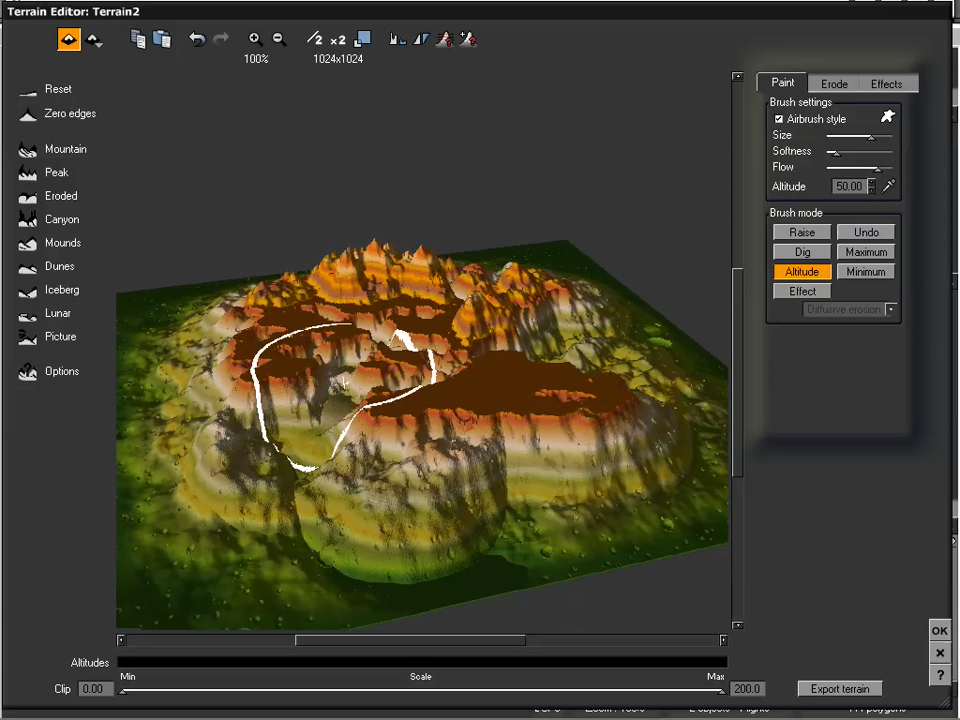 Terrain Editor: Terrain2
/2 x2
100% 1024x1024
Reset
Zero edges
Mountain
Peak
Eroded
Canyon
Mounds
Dunes
Iceberg
Lunar
Picture
Options
Paint Erode Effects
Brush settings
Airbrush style
Size
Softness
Flow
Altitude 50.00
Brush mode
Raise Undo
Dig Maximum
Altitude Minimum
Effect
Diffusive erosion
OK
?
Altitudes
Min Scale Max
Clip 0.00 200.0 Export terrain